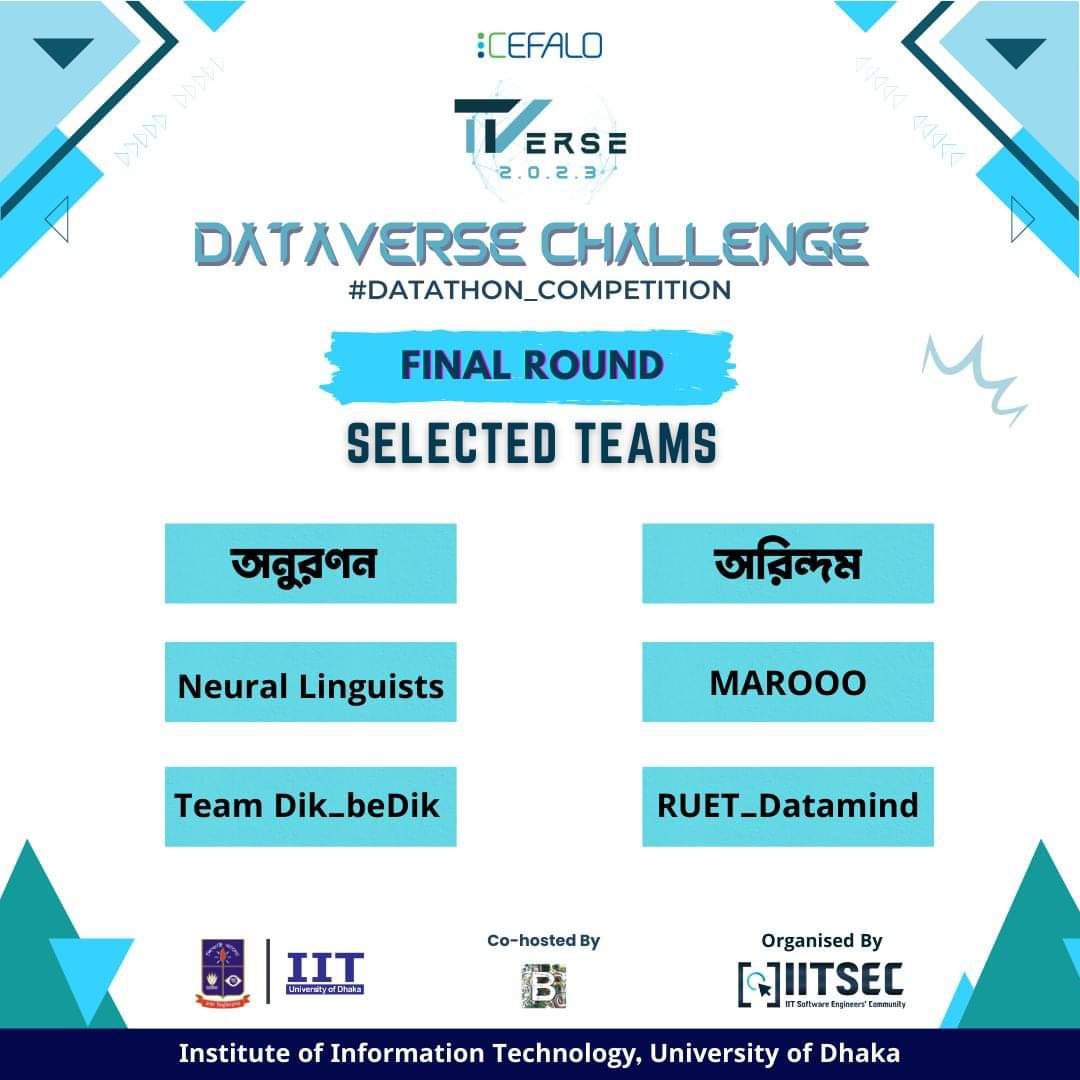 CEFALO
ITVERSE
2.0.2.3
DATAVERSE CHALLENGE
#DATATHON_COMPETITION
FINAL ROUND
SELECTED TEAMS
অনুরণন
অরিন্দম
Neural Linguists
MAROOO
Team Dik_beDik
RUET_Datamind
IIT
University of Dhaka
Co-hosted By
B
Organised By
IITSEC
IIT Software Engineers' Community
Institute of Information Technology, University of Dhaka